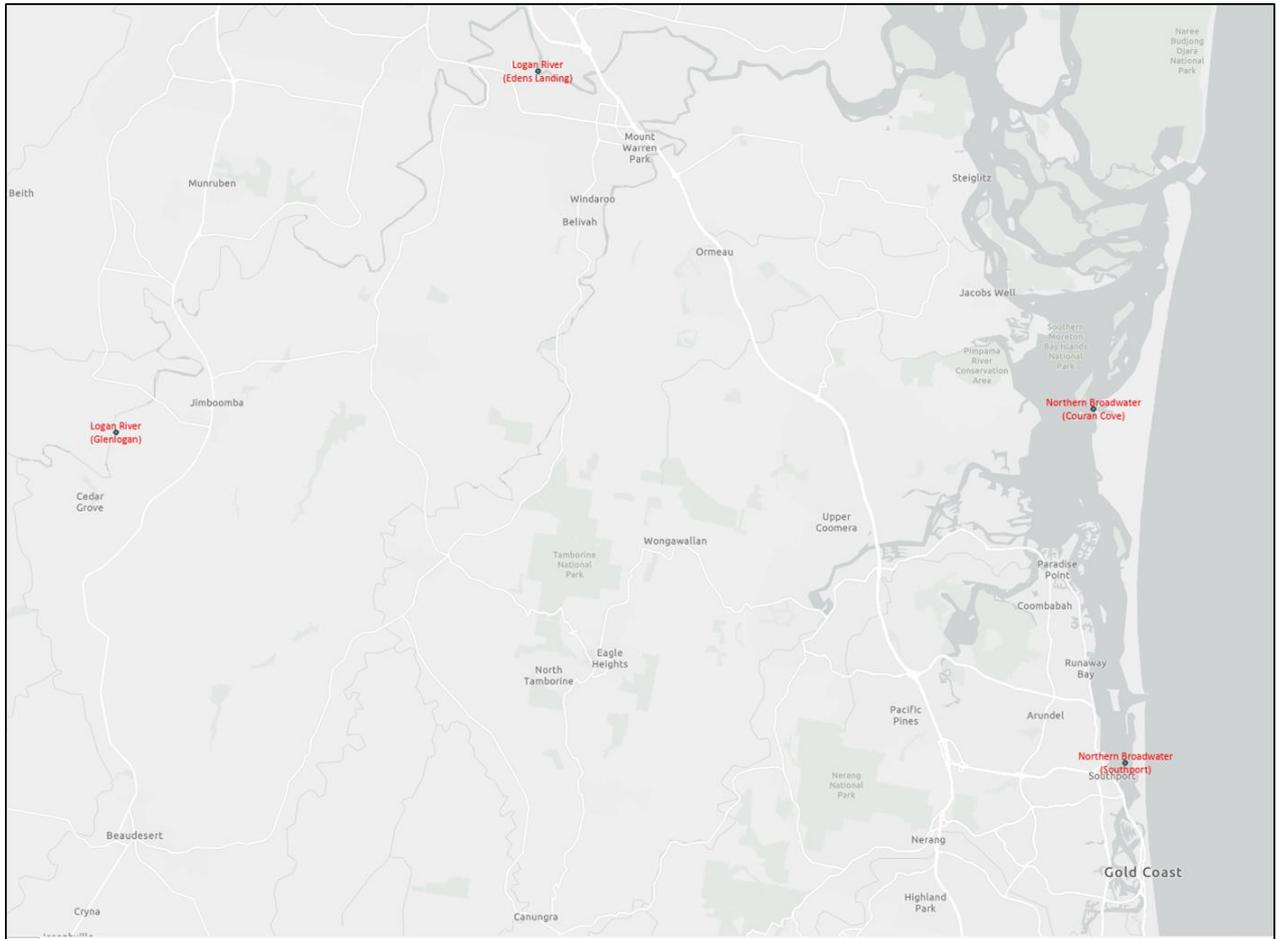 Naree
Budjong
Djara
National
Park
Logan River
(Edens Landing)
Mount
Warren
Park
Steiglitz
Munruben
Beith
Windaroo
Belivah
Ormeau
Jacobs Well
Southern
Moreton
Bay Islands
National
Park
Pimpama
River
Conservation
Area
Northern Broadwater
(Couran Cove)
Jimboomba
Logan River
(Glenlogan)
Cedar
Grove
Upper
Coomera
Wongawallan
Tamborine
National
Park
Paradise
Point
Coombabah
Eagle
Heights
North
Tamborine
Runaway
Bay
Pacific
Pines
Arundel
Northern Broadwater
(Southport)
Southport
Nerang
National
Park
Beaudesert
Nerang
Gold Coast
Highland
Park
Cryna
Canungra